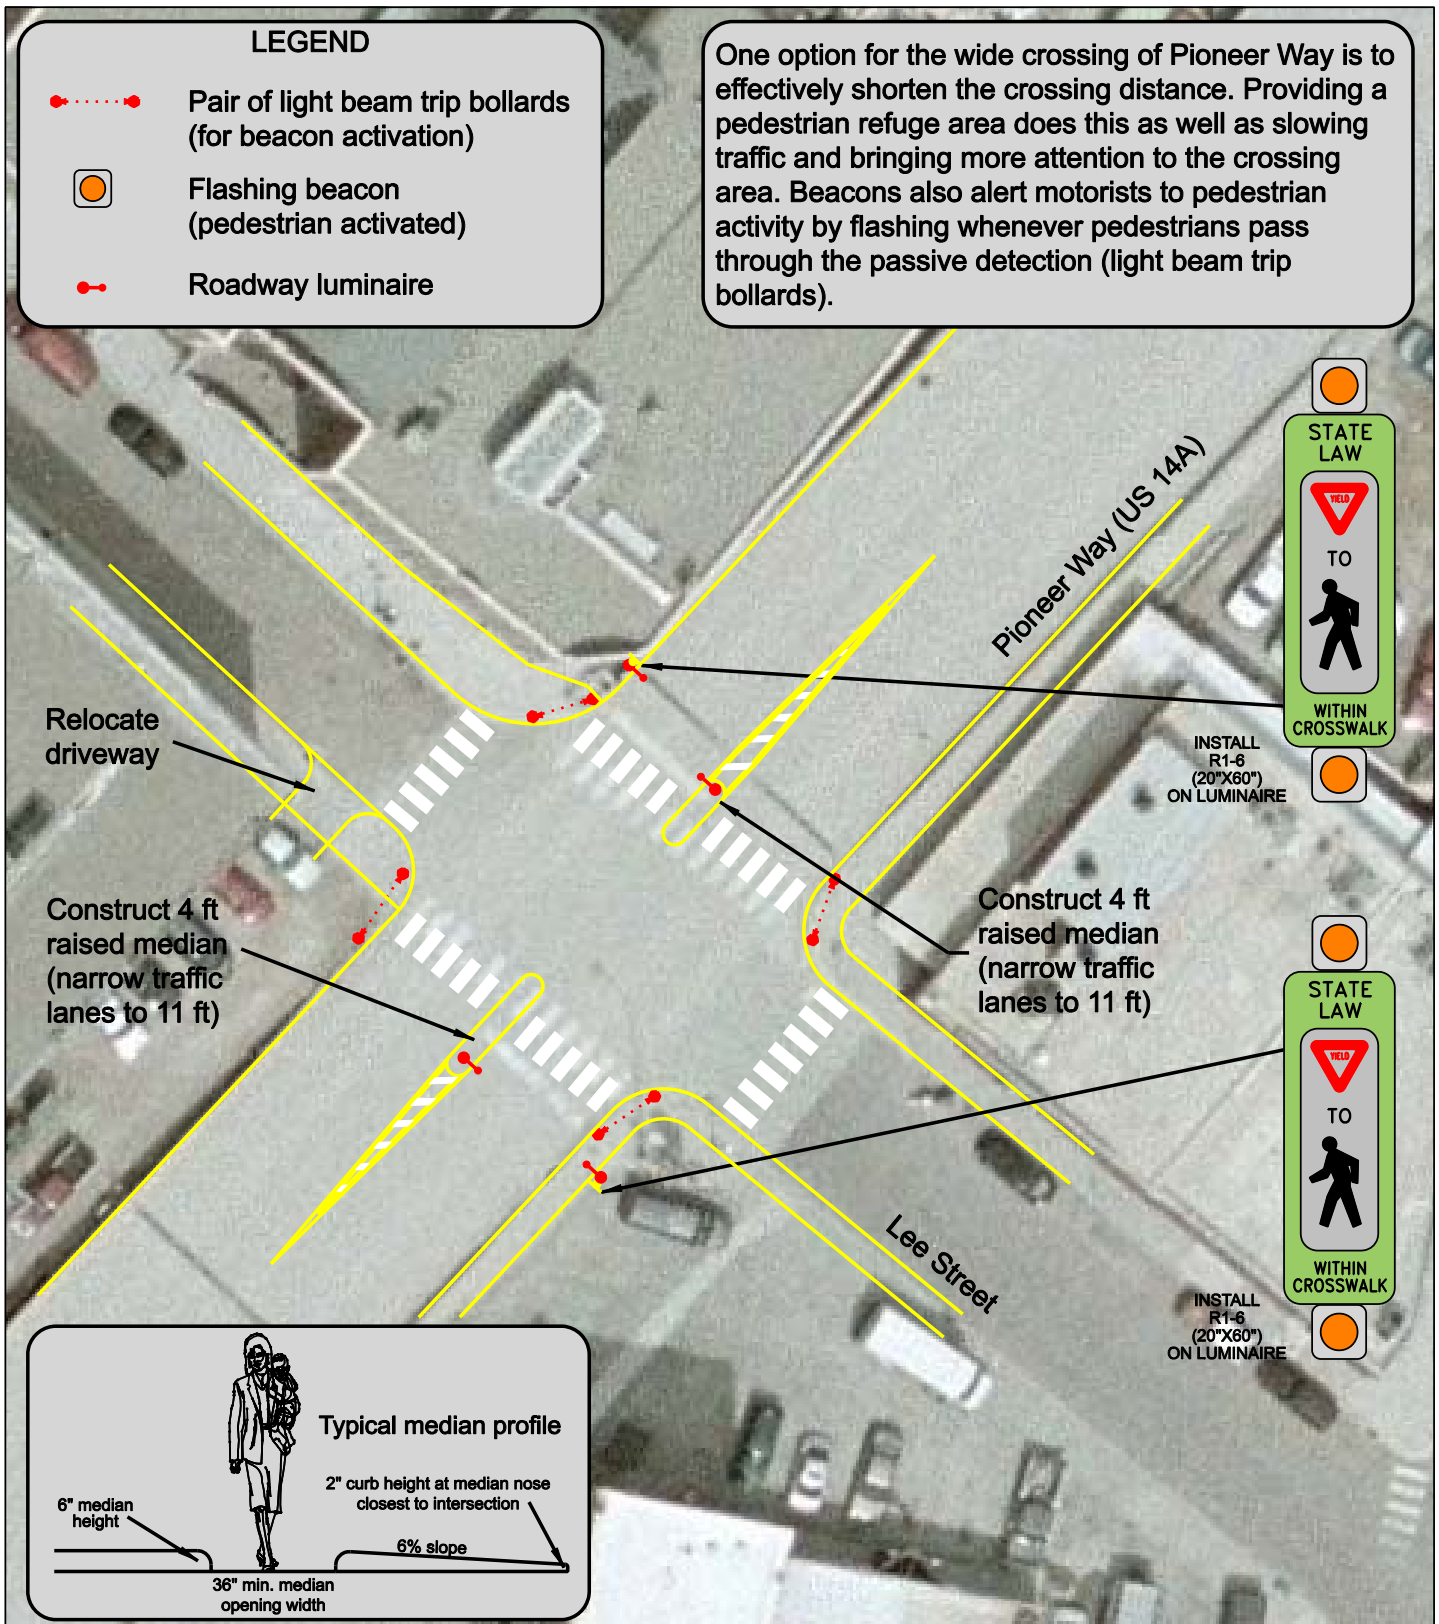 LEGEND
Pair of light beam trip bollards
(for beacon activation)
Flashing beacon
(pedestrian activated)
Roadway luminaire
One option for the wide crossing of Pioneer Way is to
effectively shorten the crossing distance. Providing a
pedestrian refuge area does this as well as slowing
traffic and bringing more attention to the crossing
area. Beacons also alert motorists to pedestrian
activity by flashing whenever pedestrians pass
through the passive detection (light beam trip
bollards).
Pioneer Way (US 14A)
STATE
LAW
YIELD
TO
WITHIN
CROSSWALK
INSTALL
R1-6
(20"X60")
ON LUMINAIRE
Relocate
driveway
Construct 4 ft
raised median
(narrow traffic
lanes to 11 ft)
Construct 4 ft
raised median
(narrow traffic
lanes to 11 ft)
STATE
LAW
YIELD
TO
WITHIN
CROSSWALK
INSTALL
R1-6
(20"X60")
ON LUMINAIRE
Lee Street
Typical median profile
6" median
height
2" curb height at median nose
closest to intersection
6% slope
36" min. median
opening width